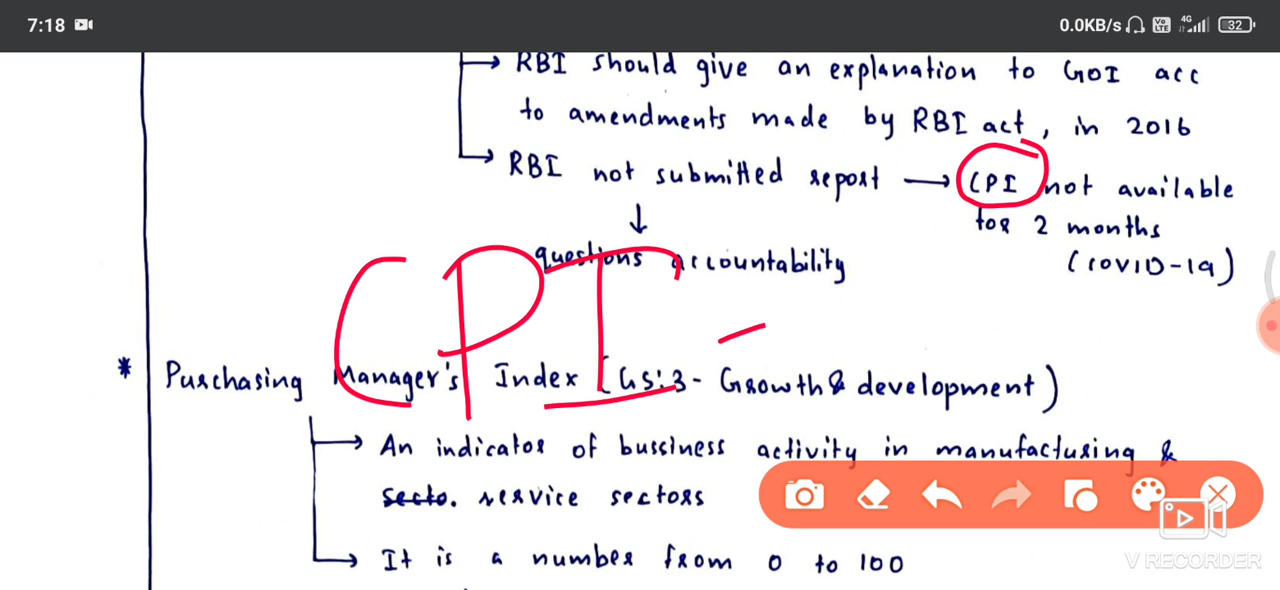 7:18 0.0KB/s Vo LTE 4G 32
→ RBI should give an explanation to GOI acc
to amendments made by RBI act, in 2016
→ RBI not submitted report → CPI not available
↓ for 2 months
questions accountability (COVID-19)
CPI -
* Purchasing Manager's Index [GS:3 - Growth & development)
→ An indicator of bussiness activity in manufacturing &
secto. service sectors
→ It is a number from 0 to 100
V RECORDER